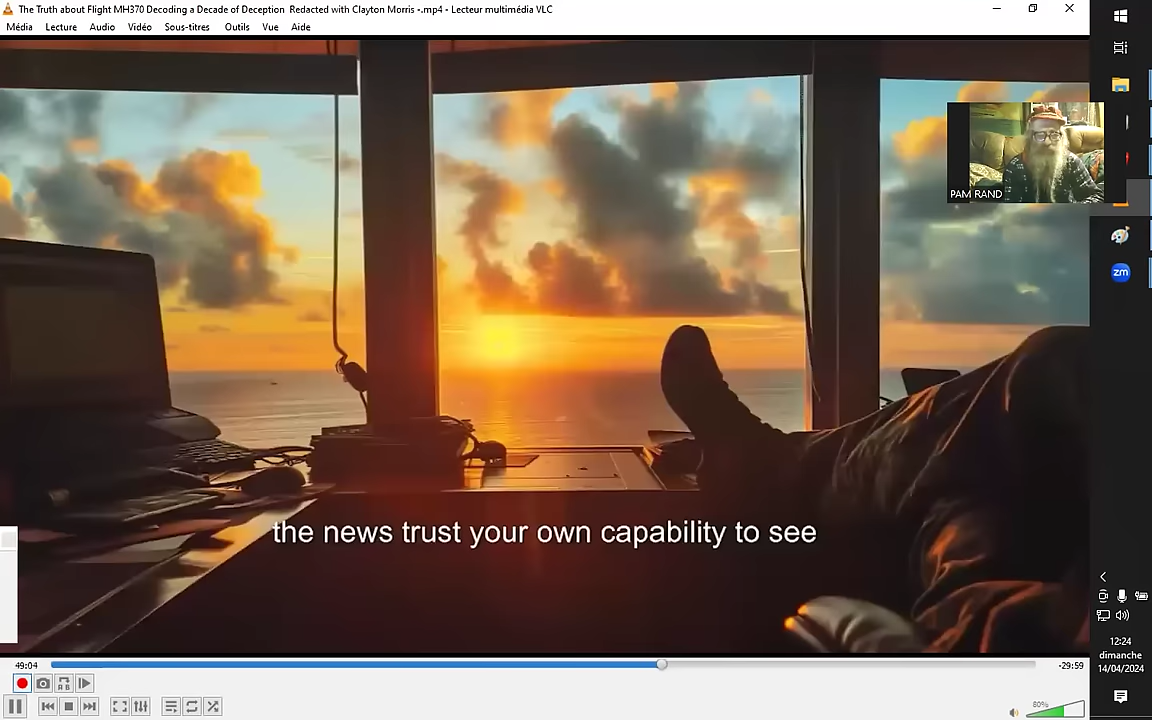 The Truth about Flight MH370 Decoding a Decade of Deception  Redacted with Clayton Morris -.mp4 - Lecteur multimédia VLC
Média Lecture Audio Vidéo Sous-titres Outils Vue Aide
PAM RAND
zm
the news trust your own capability to see
49:04
-29:59
80%
12:24
dimanche
14/04/2024